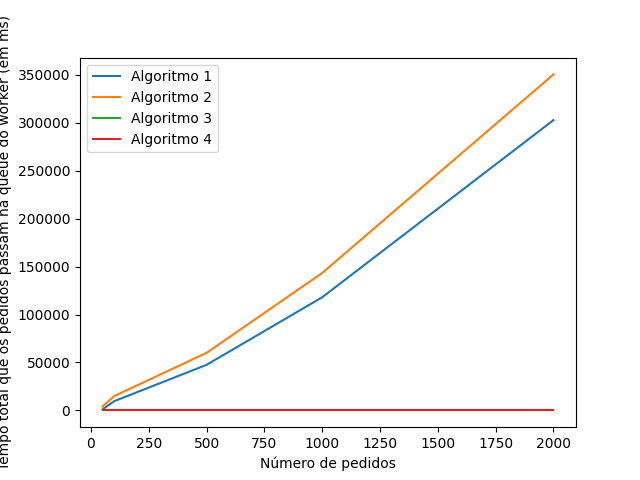 Tempo total que os pedidos passam na queue do worker (em ms)
350000
300000
250000
200000
150000
100000
50000
0
Algoritmo 1
Algoritmo 2
Algoritmo 3
Algoritmo 4
0 250 500 750 1000 1250 1500 1750 2000
Número de pedidos